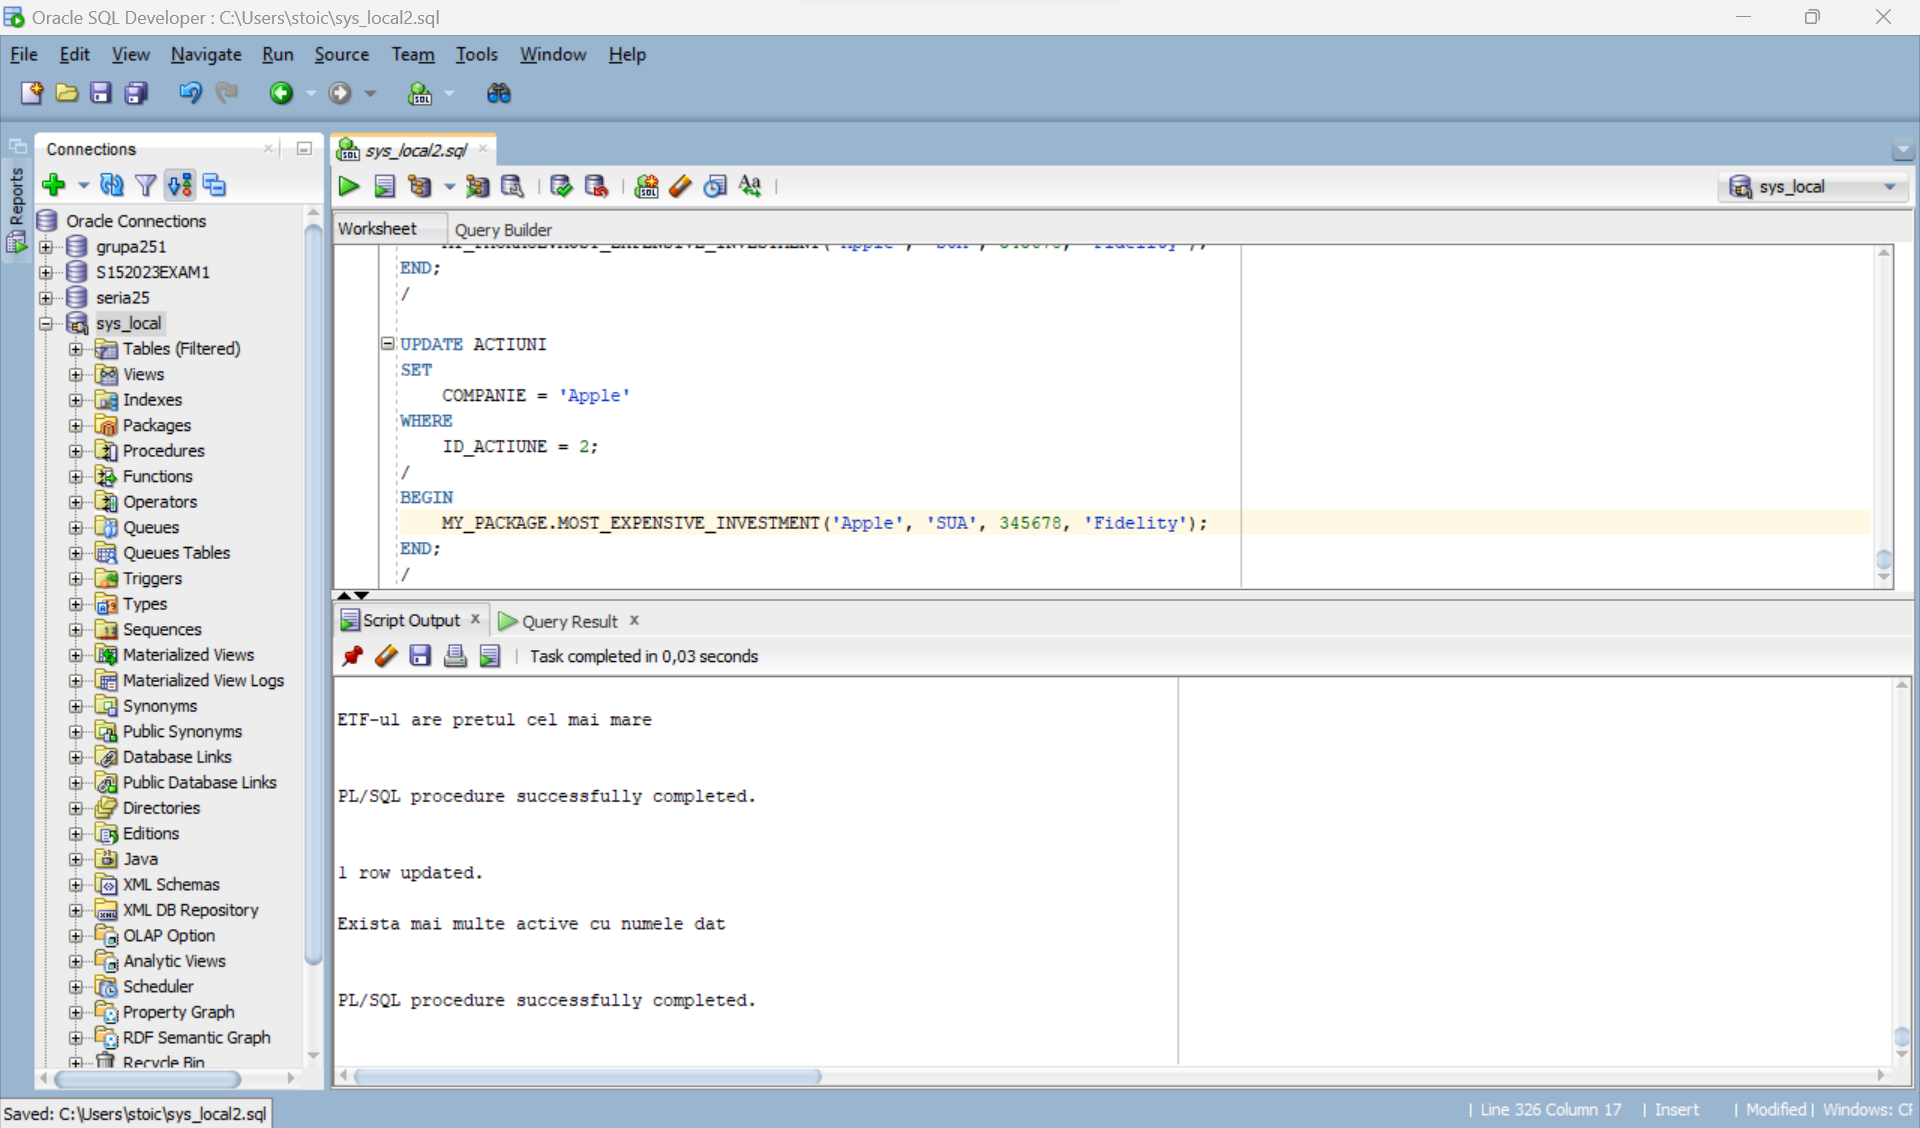 Oracle SQL Developer : C:\Users\stoic\sys_local2.sql
File Edit View Navigate Run Source Team Tools Window Help
Connections
sys_local2.sql
Reports
sys_local
Worksheet
Query Builder
Oracle Connections
grupa251
S152023EXAM1
seria25
sys_local
Tables (Filtered)
Views
Indexes
Packages
Procedures
Functions
Operators
Queues
Queues Tables
Triggers
Types
Sequences
Materialized Views
Materialized View Logs
Synonyms
Public Synonyms
Database Links
Public Database Links
Directories
Editions
Java
XML Schemas
XML DB Repository
OLAP Option
Analytic Views
Scheduler
Property Graph
RDF Semantic Graph
Recycle Bin
MY_PACKAGE.MOST_EXPENSIVE_INVESTMENT('Apple', 'SUA', 345678, 'Fidelity');
END;
/
UPDATE ACTIUNI
SET
COMPANIE = 'Apple'
WHERE
ID_ACTIUNE = 2;
/
BEGIN
MY_PACKAGE.MOST_EXPENSIVE_INVESTMENT('Apple', 'SUA', 345678, 'Fidelity');
END;
/
Script Output
Query Result
Task completed in 0,03 seconds
ETF-ul are pretul cel mai mare
PL/SQL procedure successfully completed.
1 row updated.
Exista mai multe active cu numele dat
PL/SQL procedure successfully completed.
Saved: C:\Users\stoic\sys_local2.sql
| Line 326 Column 17 | Insert | Modified | Windows: